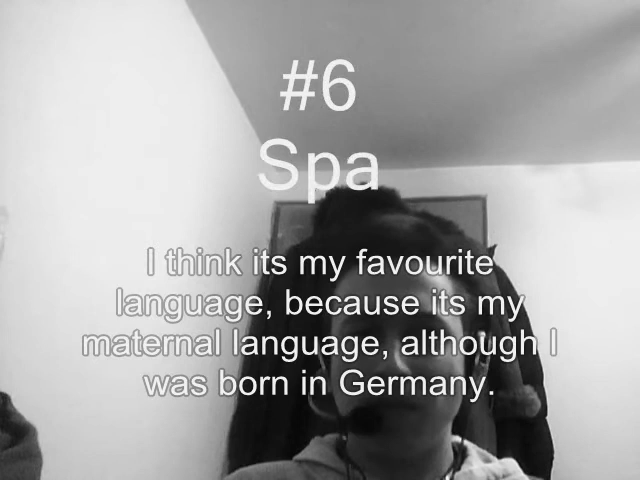 #6
Spa
I think its my favourite
language, because its my
maternal language, although I
was born in Germany.